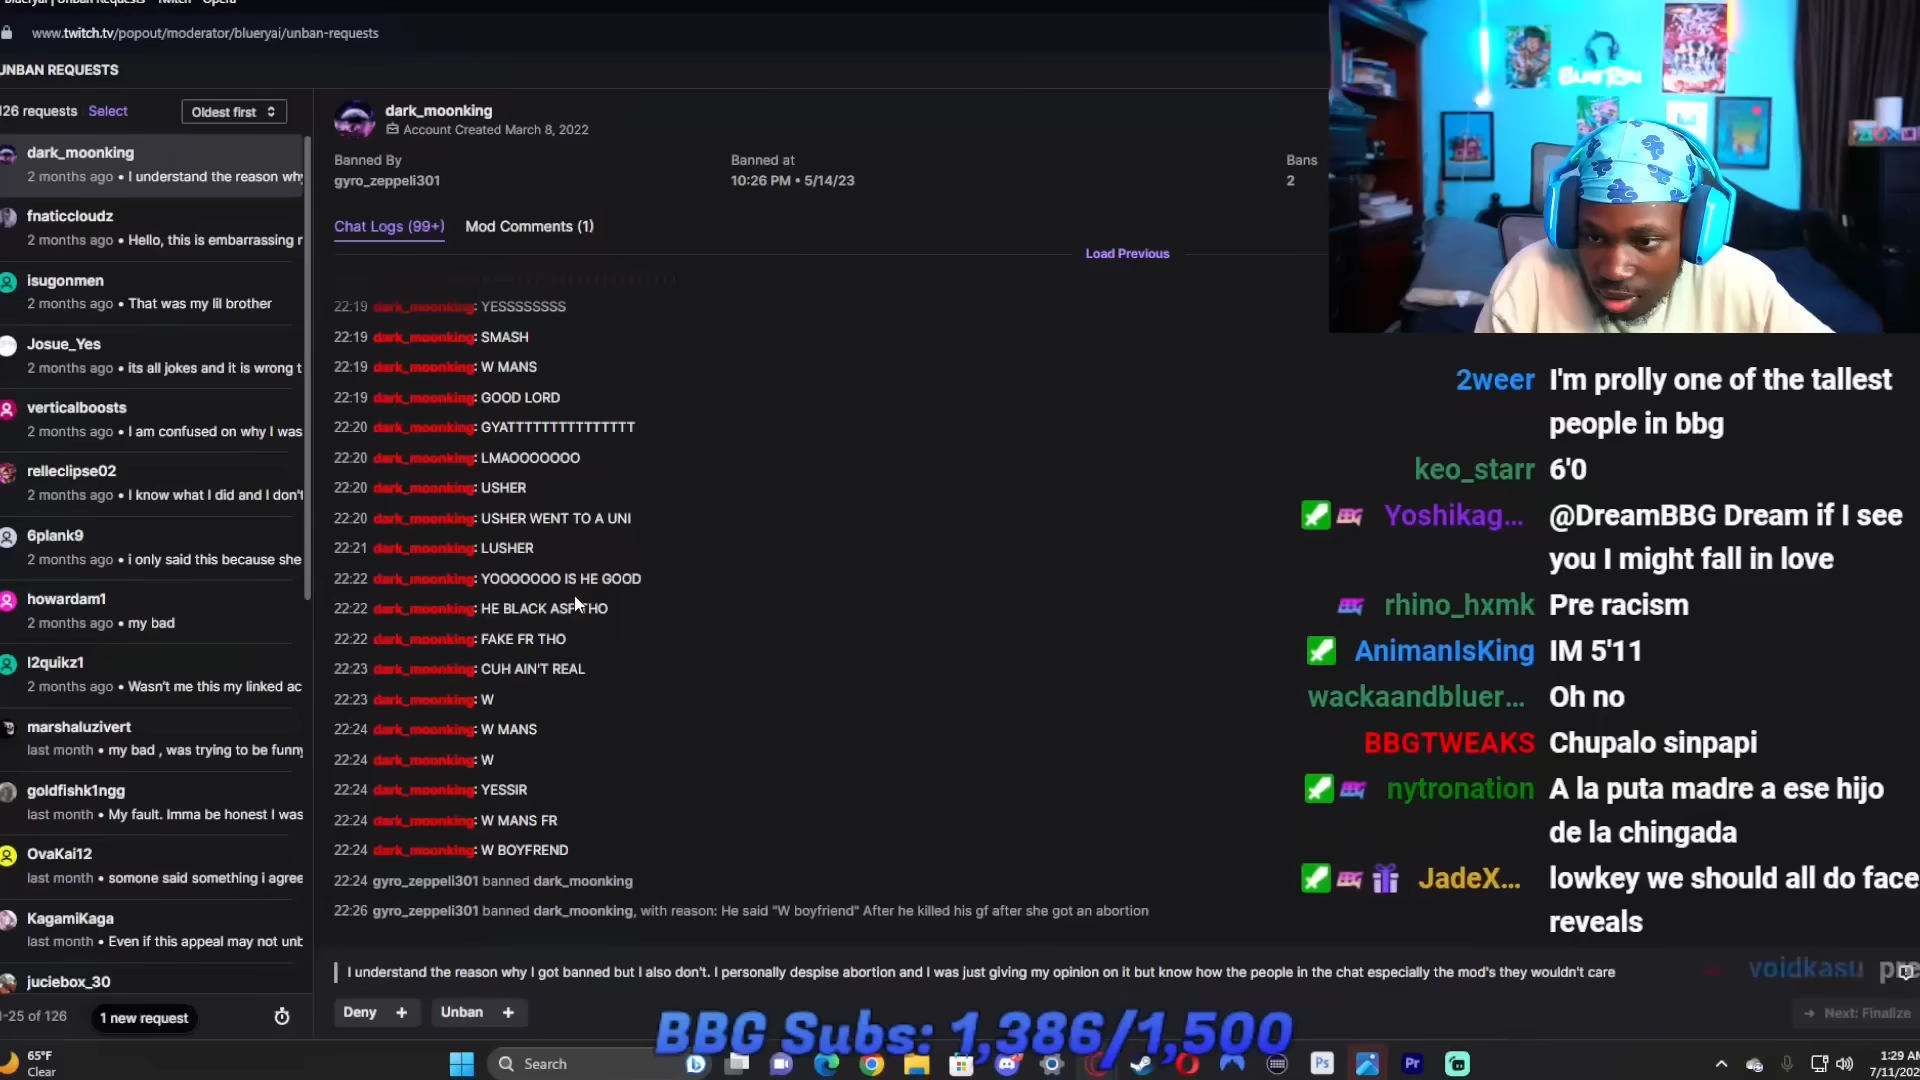 www.twitch.tv/popout/moderator/blueryai/unban-requests
UNBAN REQUESTS
126 requests Select Oldest first
dark_moonking
2 months ago • I understand the reason why
fnaticcloudz
2 months ago • Hello, this is embarrassing
isugonmen
2 months ago • That was my lil brother
Josue_Yes
2 months ago • its all jokes and it is wrong t
verticalboosts
2 months ago • I am confused on why I was
relleclipse02
2 months ago • I know what I did and I don't
6plank9
2 months ago • i only said this because she
howardam1
2 months ago • my bad
l2quikz1
2 months ago • Wasn't me this my linked ac
marshaluzivert
last month • my bad , was trying to be funny
goldfishk1ngg
last month • My fault. Imma be honest I was
OvaKai12
last month • somone said something i agree
KagamiKaga
last month • Even if this appeal may not unb
juciebox_30
1-25 of 126
1 new request
dark_moonking
Account Created March 8, 2022
Banned By
gyro_zeppeli301
Banned at
10:26 PM • 5/14/23
Bans
2
Chat Logs (99+) Mod Comments (1)
Load Previous
22:19 dark_moonking: YESSSSSSSS
22:19 dark_moonking: SMASH
22:19 dark_moonking: W MANS
22:19 dark_moonking: GOOD LORD
22:20 dark_moonking: GYATTTTTTTTTTTTTTT
22:20 dark_moonking: LMAOOOOOOO
22:20 dark_moonking: USHER
22:20 dark_moonking: USHER WENT TO A UNI
22:21 dark_moonking: LUSHER
22:22 dark_moonking: YOOOOOOO IS HE GOOD
22:22 dark_moonking: HE BLACK ASF THO
22:22 dark_moonking: FAKE FR THO
22:23 dark_moonking: CUH AIN'T REAL
22:23 dark_moonking: W
22:24 dark_moonking: W MANS
22:24 dark_moonking: W
22:24 dark_moonking: YESSIR
22:24 dark_moonking: W MANS FR
22:24 dark_moonking: W BOYFREND
22:24 gyro_zeppeli301 banned dark_moonking
22:26 gyro_zeppeli301 banned dark_moonking, with reason: He said "W boyfriend" After he killed his gf after she got an abortion
I understand the reason why I got banned but I also don't. I personally despise abortion and I was just giving my opinion on it but know how the people in the chat especially the mod's they wouldn't care
Deny + Unban +
Next: Finalize
2weer I'm prolly one of the tallest
people in bbg
keo_starr 6'0
Yoshikag... @DreamBBG Dream if I see
you I might fall in love
rhino_hxmk Pre racism
AnimanIsKing IM 5'11
wackaandbluer... Oh no
BBGTWEAKS Chupalo sinpapi
nytronation A la puta madre a ese hijo
de la chingada
JadeX... lowkey we should all do face
reveals
voidkasu pre
BBG Subs: 1,386/1,500
65°F
Clear
Search
Ps
Pr
1:29 AM